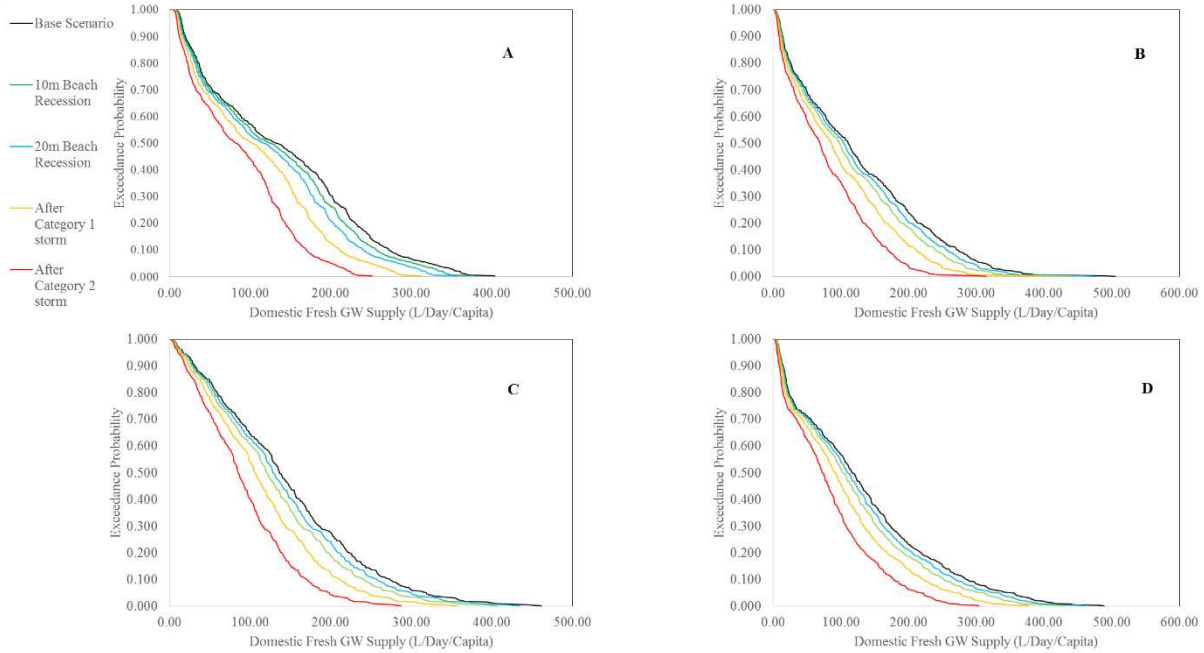 Base Scenario
10m Beach
Recession
20m Beach
Recession
After
Category 1
storm
After
Category 2
storm
A
Exceedance Probability
1.000
0.900
0.800
0.700
0.600
0.500
0.400
0.300
0.200
0.100
0.000
0.00 100.00 200.00 300.00 400.00 500.00
Domestic Fresh GW Supply (L/Day/Capita)
B
Exceedance Probability
1.000
0.900
0.800
0.700
0.600
0.500
0.400
0.300
0.200
0.100
0.000
0.00 100.00 200.00 300.00 400.00 500.00 600.00
Domestic Fresh GW Supply (L/Day/Capita)
C
Exceedance Probability
1.000
0.900
0.800
0.700
0.600
0.500
0.400
0.300
0.200
0.100
0.000
0.00 100.00 200.00 300.00 400.00 500.00
Domestic Fresh GW Supply (L/Day/Capita)
D
Exceedance Probability
1.000
0.900
0.800
0.700
0.600
0.500
0.400
0.300
0.200
0.100
0.000
0.00 100.00 200.00 300.00 400.00 500.00 600.00
Domestic Fresh GW Supply (L/Day/Capita)